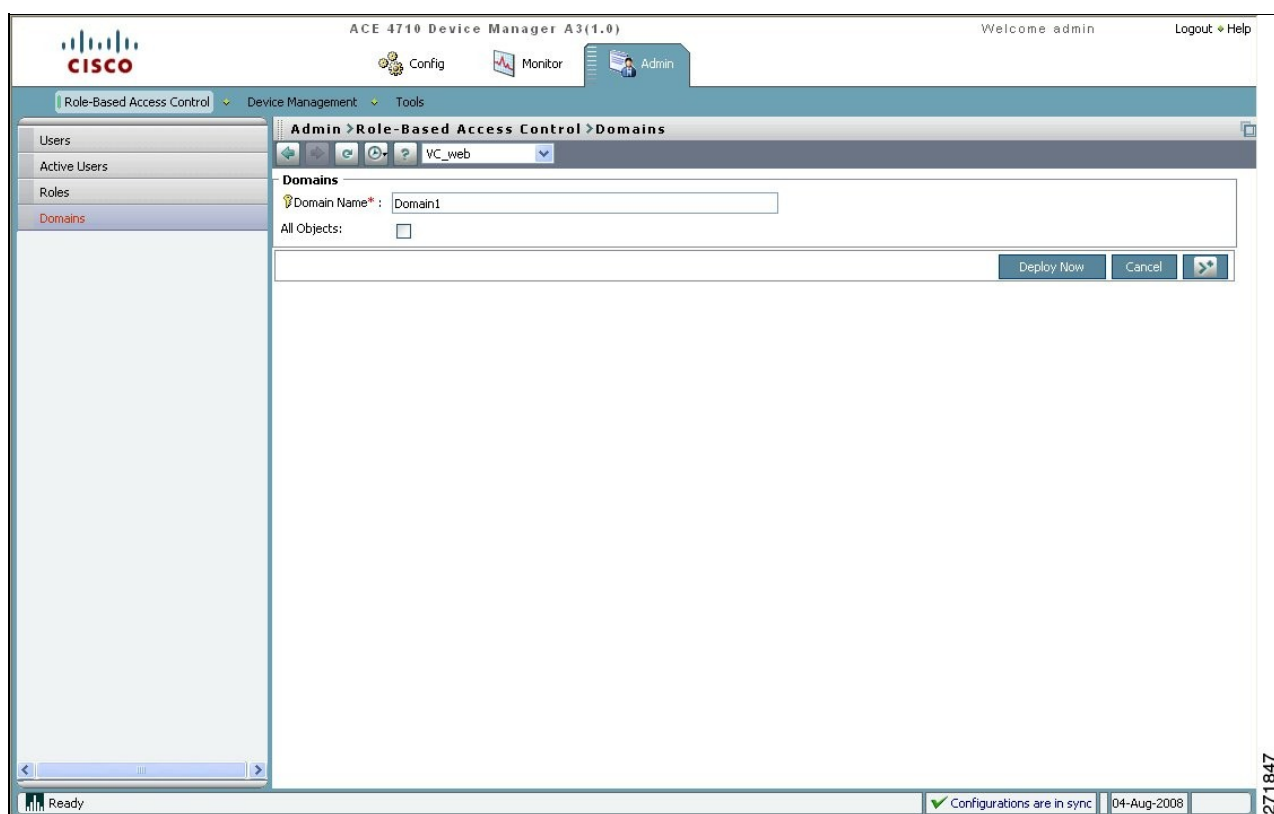 ACE 4710 Device Manager A3(1.0)
Welcome admin
Logout Help
CISCO
Config
Monitor
Admin
Role-Based Access Control
Device Management
Tools
Users
Active Users
Roles
Domains
Admin >Role-Based Access Control >Domains
? VC_web
Domains
Domain Name* : Domain1
All Objects:
Deploy Now
Cancel
Ready
Configurations are in sync
04-Aug-2008
271847